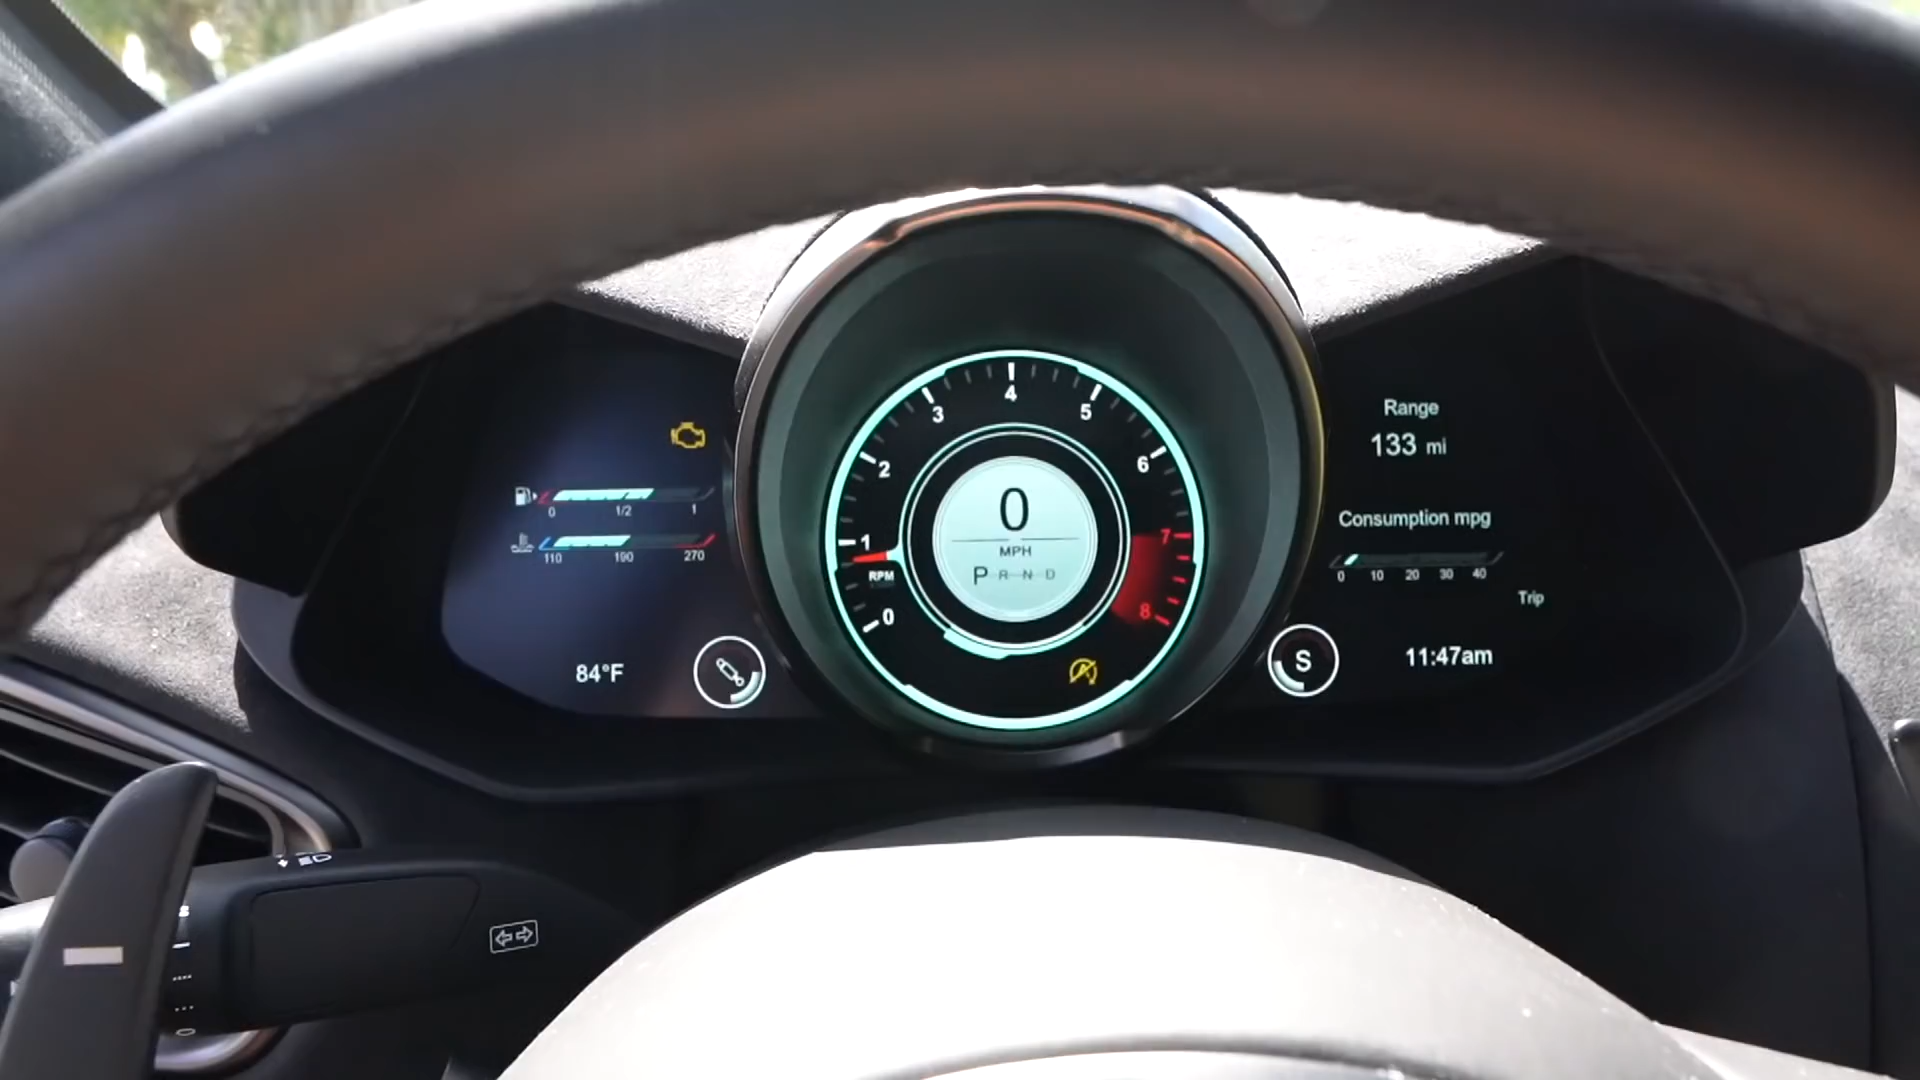 4
3
5
2
6
Range
133 mi
0 1/2 1
0
Consumption mpg
1
7
MPH
110 190 270
RPM
P R N D
0 10 20 30 40
0
8
Trip
84°F
S
11:47am